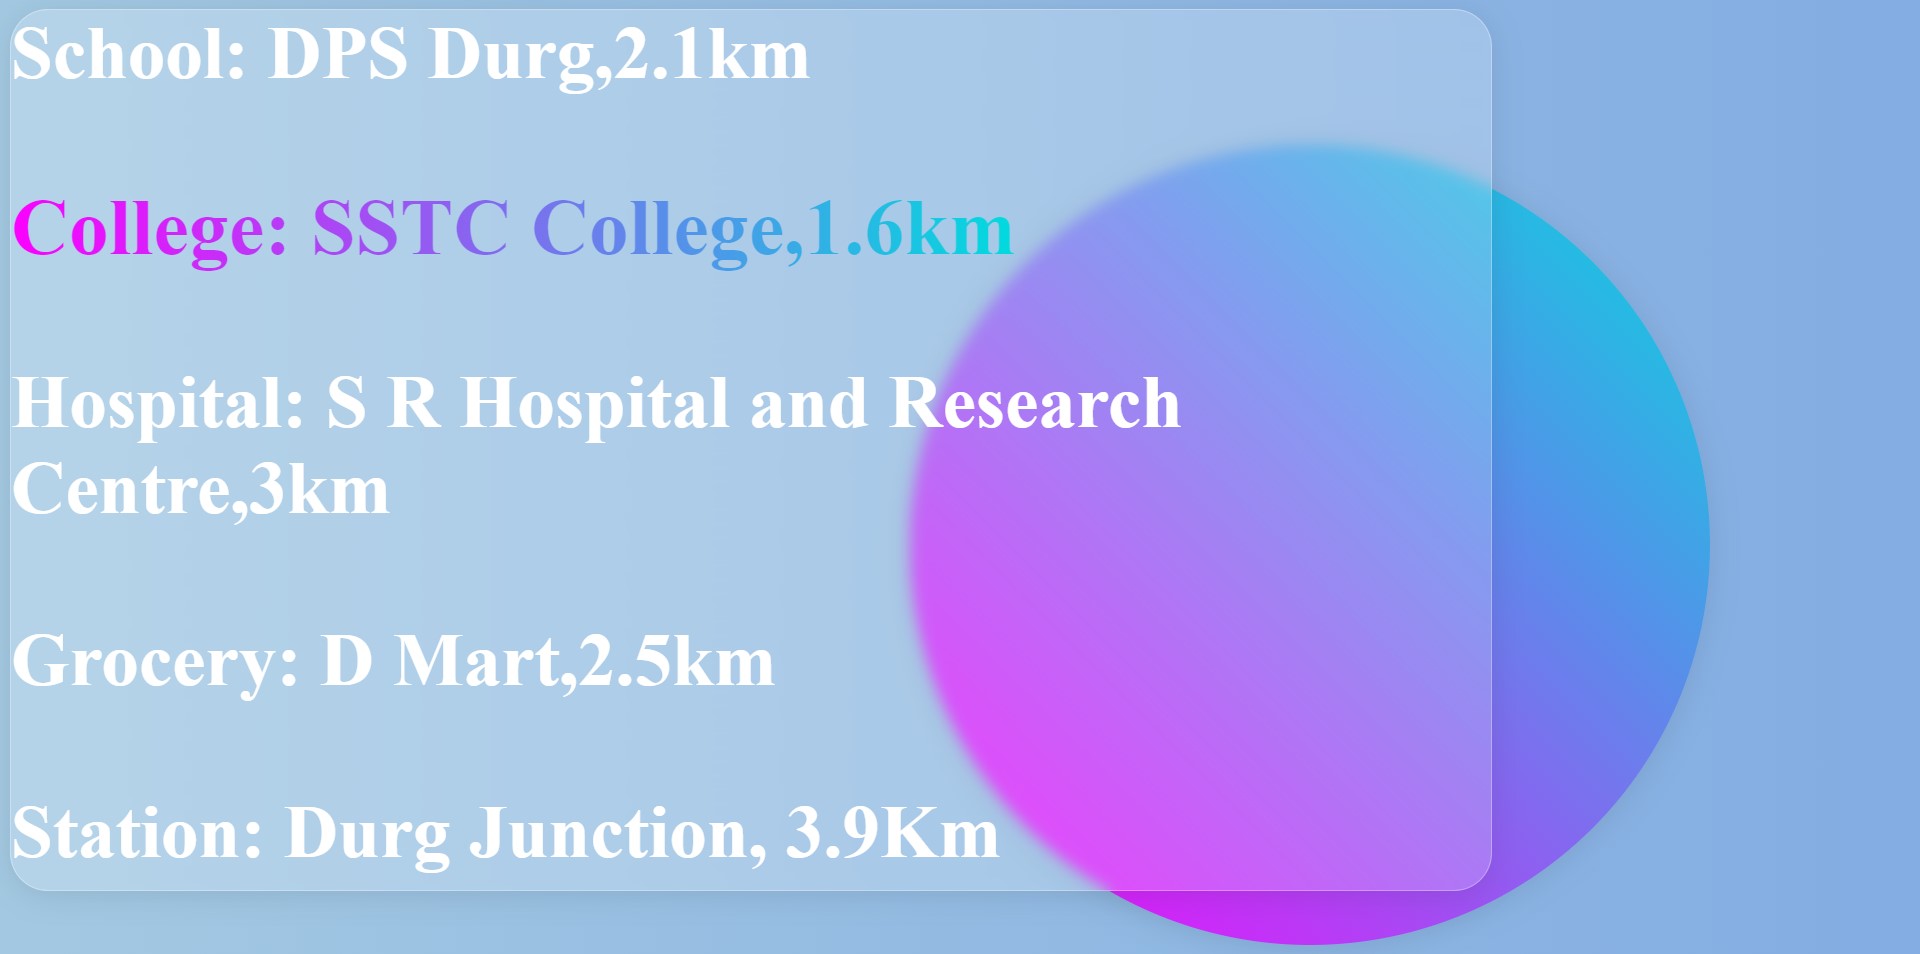 School: DPS Durg,2.1km
College: SSTC College,1.6km
Hospital: S R Hospital and Research
Centre,3km
Grocery: D Mart,2.5km
Station: Durg Junction, 3.9Km